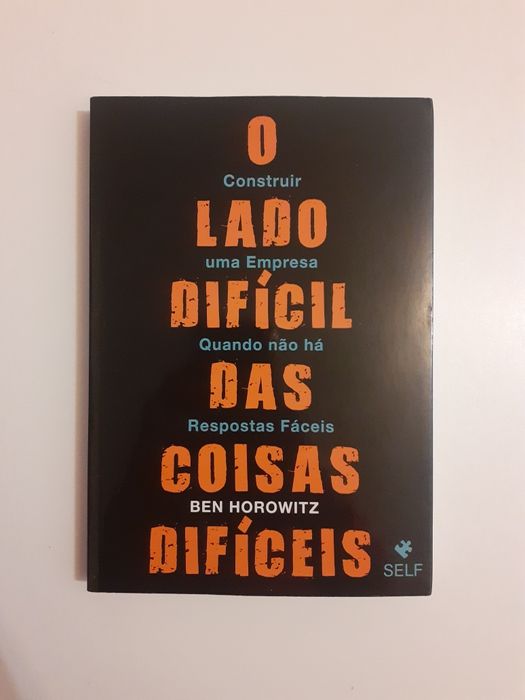 O
Construir
LADO
uma Empresa
DIFÍCIL
Quando não há
DAS
Respostas Fáceis
COISAS
BEN HOROWITZ
DIFÍCEIS
SELF